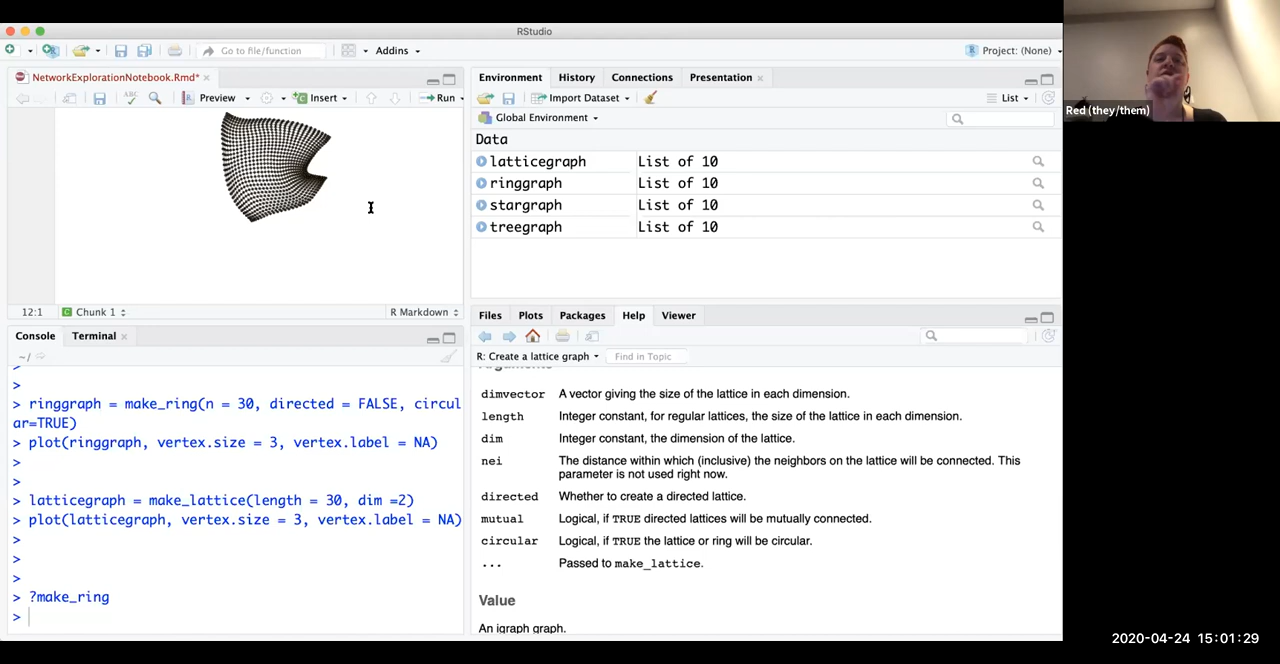 RStudio
Go to file/function
Addins
Project: (None)
NetworkExplorationNotebook.Rmd*
Preview
Insert
Run
12:1
Chunk 1
R Markdown
Console
Terminal
~/
>
>
> ringgraph = make_ring(n = 30, directed = FALSE, circul
ar=TRUE)
> plot(ringgraph, vertex.size = 3, vertex.label = NA)
>
>
> latticegraph = make_lattice(length = 30, dim =2)
> plot(latticegraph, vertex.size = 3, vertex.label = NA)
>
>
>
> ?make_ring
>
Environment
History
Connections
Presentation
Import Dataset
List
Global Environment
Data
latticegraph List of 10
ringgraph List of 10
stargraph List of 10
treegraph List of 10
Files
Plots
Packages
Help
Viewer
R: Create a lattice graph
Find in Topic
Arguments
dimvector A vector giving the size of the lattice in each dimension.
length Integer constant, for regular lattices, the size of the lattice in each dimension.
dim Integer constant, the dimension of the lattice.
nei The distance within which (inclusive) the neighbors on the lattice will be connected. This
parameter is not used right now.
directed Whether to create a directed lattice.
mutual Logical, if TRUE directed lattices will be mutually connected.
circular Logical, if TRUE the lattice or ring will be circular.
... Passed to make_lattice.
Value
An igraph graph.
Red (they/them)
2020-04-24 15:01:29